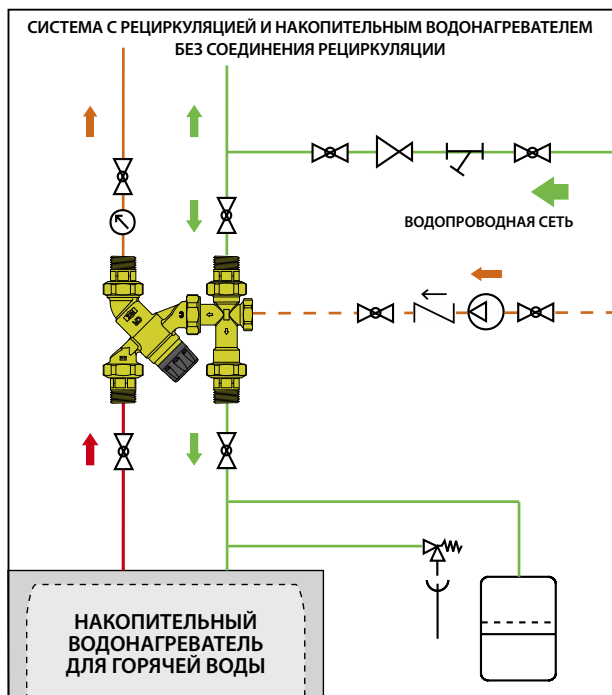 СИСТЕМА С РЕЦИРКУЛЯЦИЕЙ И НАКОПИТЕЛЬНЫМ ВОДОНАГРЕВАТЕЛЕМ
БЕЗ СОЕДИНЕНИЯ РЕЦИРКУЛЯЦИИ
ВОДОПРОВОДНАЯ СЕТЬ
НАКОПИТЕЛЬНЫЙ
ВОДОНАГРЕВАТЕЛЬ
ДЛЯ ГОРЯЧЕЙ ВОДЫ